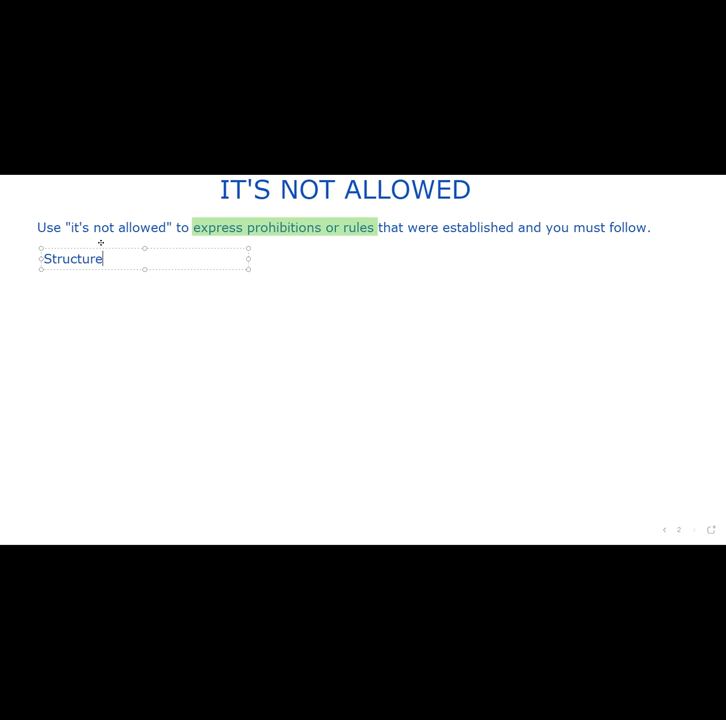 IT'S NOT ALLOWED
Use "it's not allowed" to express prohibitions or rules that were established and you must follow.
Structure
2